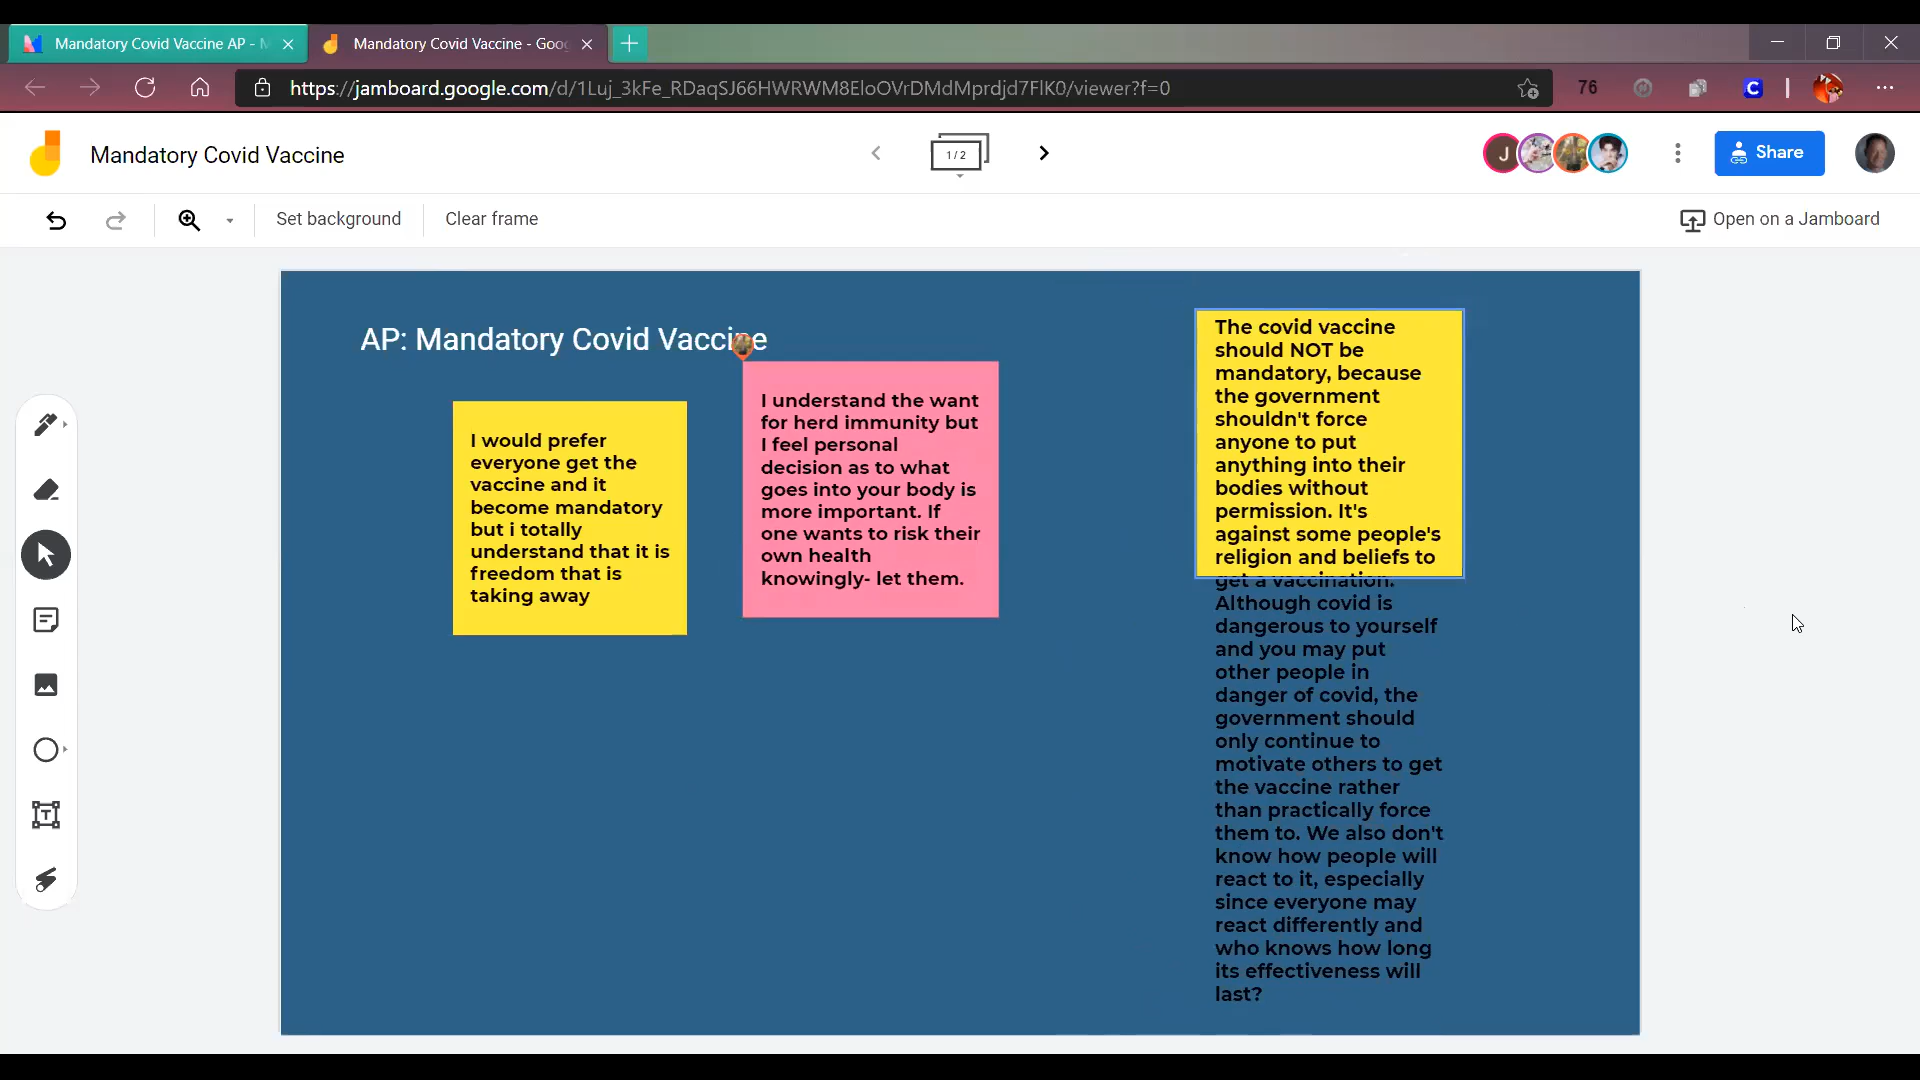 Mandatory Covid Vaccine AP - M
Mandatory Covid Vaccine - Goo
https://jamboard.google.com/d/1Luj_3kFe_RDaqSJ66HWRWM8EloOVrDMdMprdjd7FlK0/viewer?f=0
76
C
Mandatory Covid Vaccine
1 / 2
J
Share
Set background
Clear frame
Open on a Jamboard
AP: Mandatory Covid Vaccine
I would prefer
everyone get the
vaccine and it
become mandatory
but i totally
understand that it is
freedom that is
taking away
I understand the want
for herd immunity but
I feel personal
decision as to what
goes into your body is
more important. If
one wants to risk their
own health
knowingly- let them.
The covid vaccine
should NOT be
mandatory, because
the government
shouldn't force
anyone to put
anything into their
bodies without
permission. It's
against some people's
religion and beliefs to
get a vaccination.
Although covid is
dangerous to yourself
and you may put
other people in
danger of covid, the
government should
only continue to
motivate others to get
the vaccine rather
than practically force
them to. We also don't
know how people will
react to it, especially
since everyone may
react differently and
who knows how long
its effectiveness will
last?